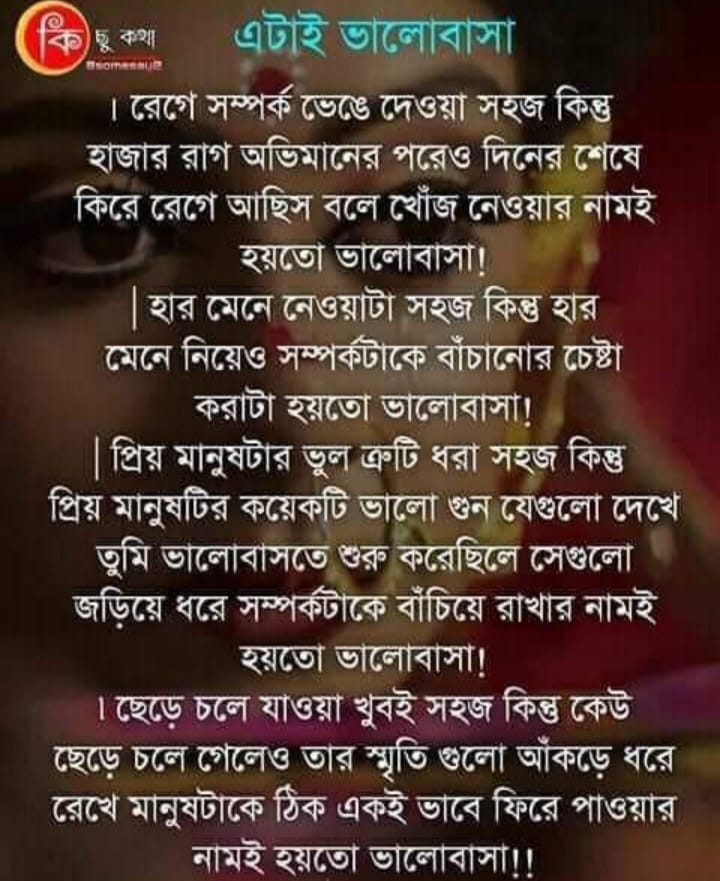 কি ছু কথা
#somesay2
এটাই ভালোবাসা
। রেগে সম্পর্ক ভেঙে দেওয়া সহজ কিন্তু
হাজার রাগ অভিমানের পরেও দিনের শেষে
কিরে রেগে আছিস বলে খোঁজ নেওয়ার নামই
হয়তো ভালোবাসা!
| হার মেনে নেওয়াটা সহজ কিন্তু হার
মেনে নিয়েও সম্পর্কটাকে বাঁচানোর চেষ্টা
করাটা হয়তো ভালোবাসা!
| প্রিয় মানুষটার ভুল ত্রুটি ধরা সহজ কিন্তু
প্রিয় মানুষটির কয়েকটি ভালো গুন যেগুলো দেখে
তুমি ভালোবাসতে শুরু করেছিলে সেগুলো
জড়িয়ে ধরে সম্পর্কটাকে বাঁচিয়ে রাখার নামই
হয়তো ভালোবাসা!
। ছেড়ে চলে যাওয়া খুবই সহজ কিন্তু কেউ
ছেড়ে চলে গেলেও তার স্মৃতি গুলো আঁকড়ে ধরে
রেখে মানুষটাকে ঠিক একই ভাবে ফিরে পাওয়ার
নামই হয়তো ভালোবাসা!!